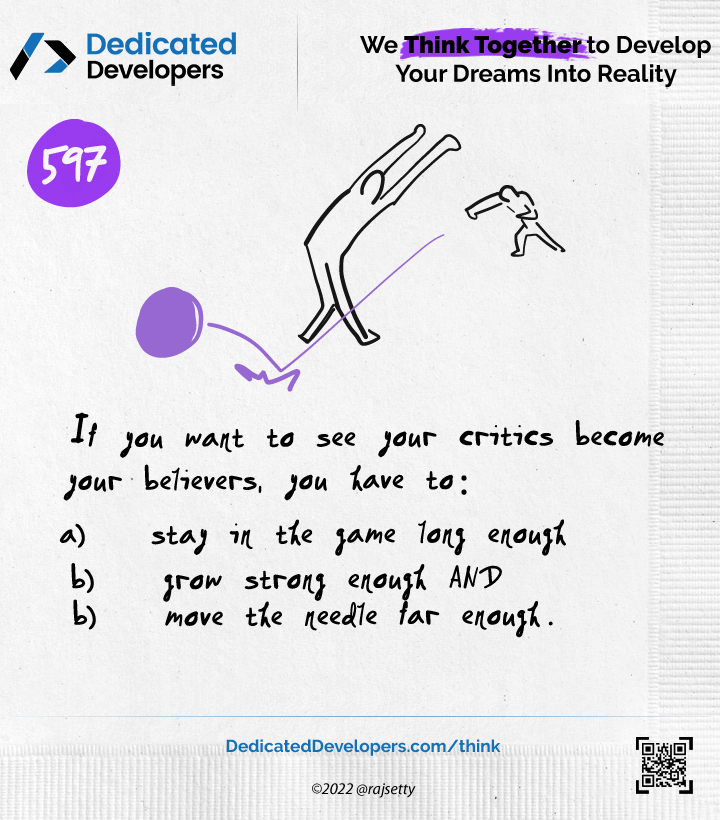 Dedicated
Developers
We Think Together to Develop
Your Dreams Into Reality
597
If you want to see your critics become
your believers, you have to:
a) stay in the game long enough
b) grow strong enough AND
b) move the needle far enough.
DedicatedDevelopers.com/think
©2022 @rajsetty